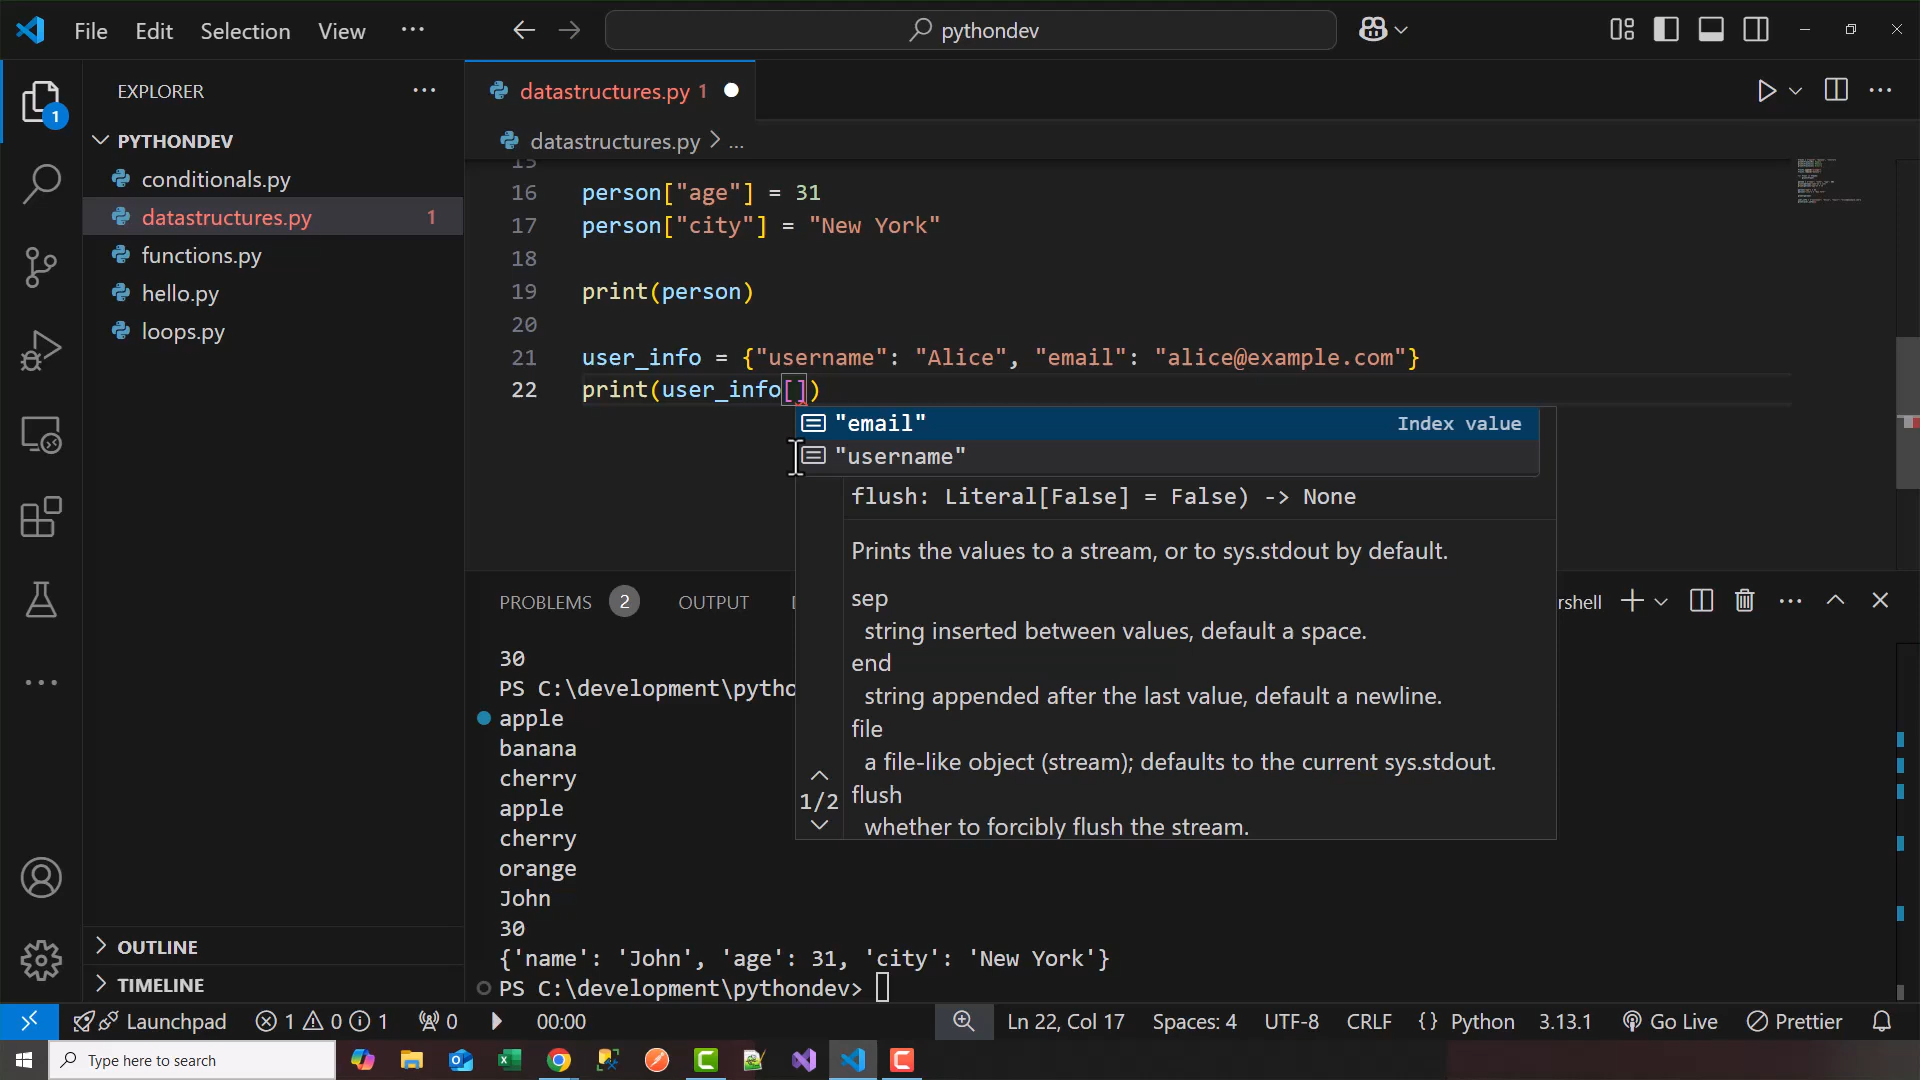 File Edit Selection View ··· pythondev
EXPLORER ···
PYTHONDEV
conditionals.py
datastructures.py 1
functions.py
hello.py
loops.py
OUTLINE
TIMELINE
1
datastructures.py 1
datastructures.py > ...
15
16 person["age"] = 31
17 person["city"] = "New York"
18
19 print(person)
20
21 user_info = {"username": "Alice", "email": "alice@example.com"}
22 print(user_info[])
"email" Index value
"username"
flush: Literal[False] = False) -> None
Prints the values to a stream, or to sys.stdout by default.
sep
string inserted between values, default a space.
end
string appended after the last value, default a newline.
file
a file-like object (stream); defaults to the current sys.stdout.
flush
whether to forcibly flush the stream.
1/2
PROBLEMS 2 OUTPUT rshell
30
PS C:\development\pytho
apple
banana
cherry
apple
cherry
orange
John
30
{'name': 'John', 'age': 31, 'city': 'New York'}
PS C:\development\pythondev>
Launchpad 1 0 1 0 00:00 Ln 22, Col 17 Spaces: 4 UTF-8 CRLF {} Python 3.13.1 Go Live Prettier
Type here to search